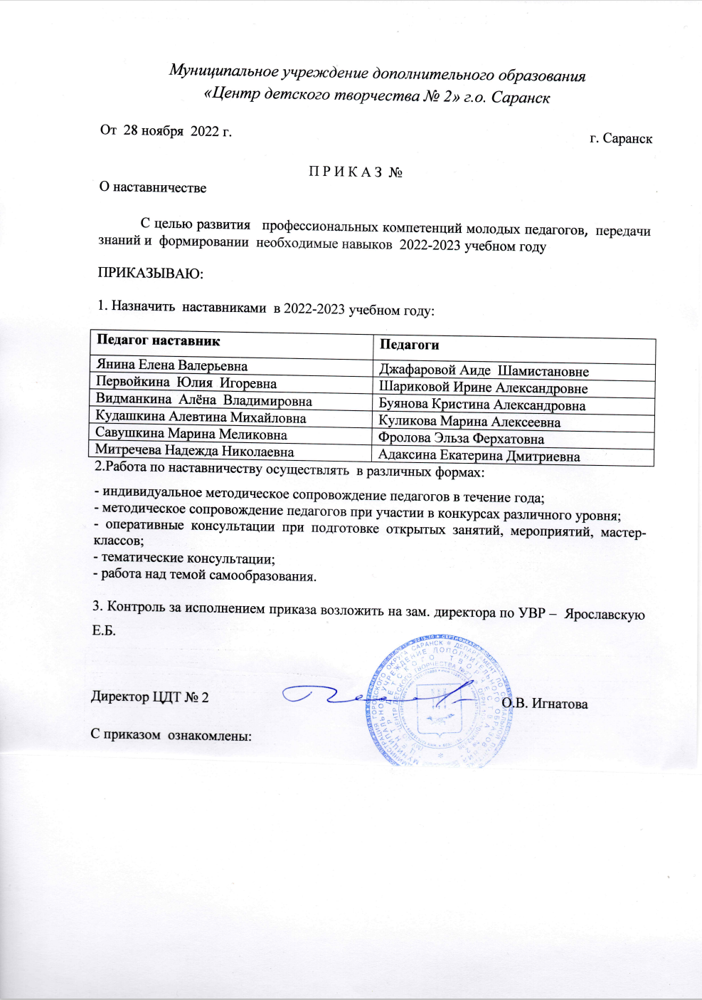 Муниципальное учреждение дополнительного образования
«Центр детского творчества № 2» г.о. Саранск
От 28 ноября 2022 г.
г. Саранск
П Р И К А З №
О наставничестве
С целью развития профессиональных компетенций молодых педагогов, передачи
знаний и формировании необходимые навыков 2022-2023 учебном году
ПРИКАЗЫВАЮ:
1. Назначить наставниками в 2022-2023 учебном году:
Педагог наставник Педагоги
Янина Елена Валерьевна Джафаровой Аиде Шамистановне
Первойкина Юлия Игоревна Шариковой Ирине Александровне
Видманкина Алёна Владимировна Буянова Кристина Александровна
Кудашкина Алевтина Михайловна Куликова Марина Алексеевна
Савушкина Марина Меликовна Фролова Эльза Ферхатовна
Митречева Надежда Николаевна Адаксина Екатерина Дмитриевна
2.Работа по наставничеству осуществлять в различных формах:
- индивидуальное методическое сопровождение педагогов в течение года;
- методическое сопровождение педагогов при участии в конкурсах различного уровня;
- оперативные консультации при подготовке открытых занятий, мероприятий, мастер-
классов;
- тематические консультации;
- работа над темой самообразования.
3. Контроль за исполнением приказа возложить на зам. директора по УВР – Ярославскую
Е.Б.
Директор ЦДТ № 2
О.В. Игнатова
С приказом ознакомлены: